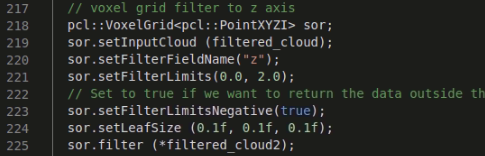 217 // voxel grid filter to z axis
218 pcl::VoxelGrid<pcl::PointXYZI> sor;
219 sor.setInputCloud (filtered_cloud);
220 sor.setFilterFieldName("z");
221 sor.setFilterLimits(0.0, 2.0);
222 // Set to true if we want to return the data outside th
223 sor.setFilterLimitsNegative(true);
224 sor.setLeafSize (0.1f, 0.1f, 0.1f);
225 sor.filter (*filtered_cloud2);